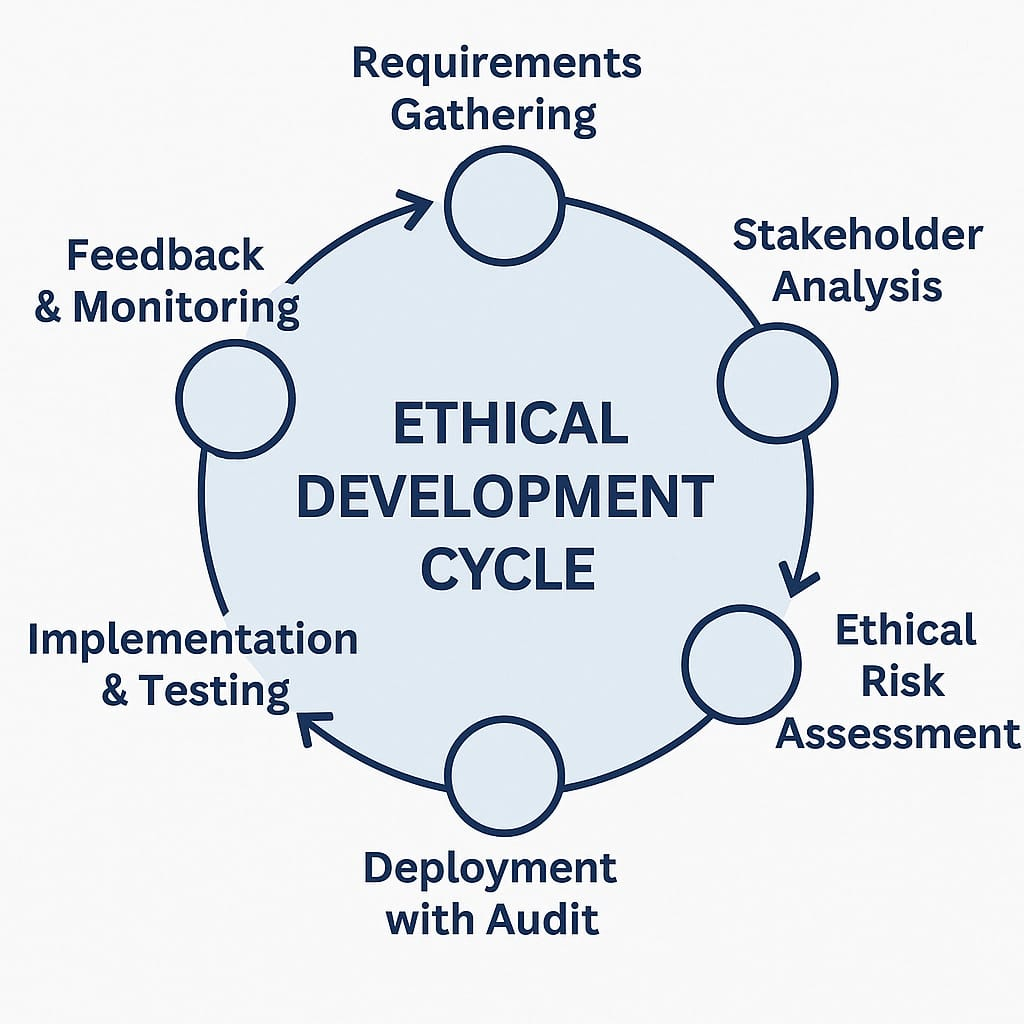 Requirements
Gathering
Stakeholder
Analysis
Ethical
Risk
Assessment
Deployment
with Audit
Implementation
& Testing
Feedback
& Monitoring
ETHICAL
DEVELOPMENT
CYCLE